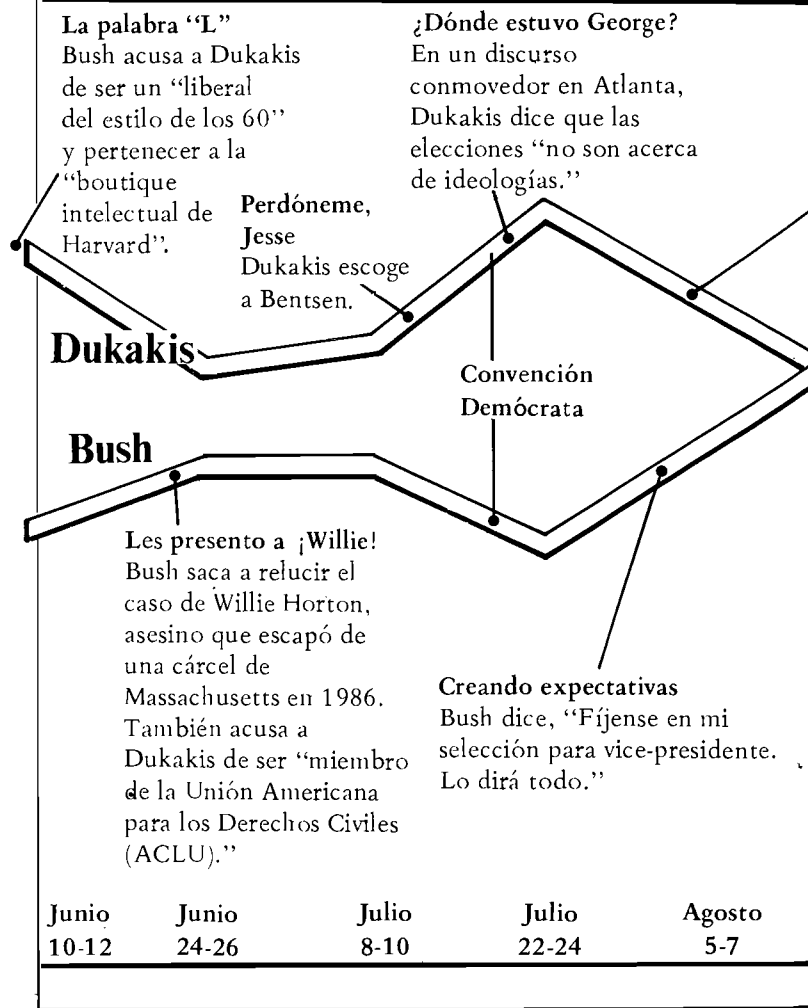 La palabra “L”
Bush acusa a Dukakis
de ser un “liberal
del estilo de los 60”
y pertenecer a la
“boutique
intelectual de
Harvard”.
Perdóneme,
Jesse
Dukakis escoge
a Bentsen.
¿Dónde estuvo George?
En un discurso
conmovedor en Atlanta,
Dukakis dice que las
elecciones “no son acerca
de ideologías.”
Dukakis
Convención
Demócrata
Bush
Les presento a ¡Willie!
Bush saca a relucir el
caso de Willie Horton,
asesino que escapó de
una cárcel de
Massachusetts en 1986.
También acusa a
Dukakis de ser “miembro
de la Unión Americana
para los Derechos Civiles
(ACLU).”
Creando expectativas
Bush dice, “Fíjense en mi
selección para vice-presidente.
Lo dirá todo.”
Junio Junio Julio Julio Agosto
10-12 24-26 8-10 22-24 5-7